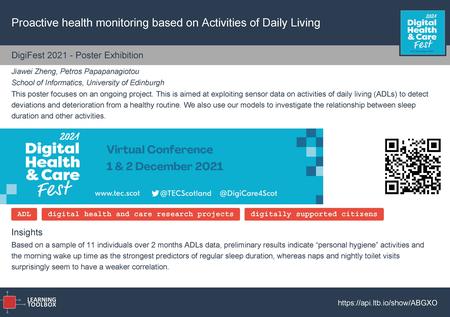 Proactive health monitoring based on Activities of Daily Living
2021
Digital
Health
& Care
Fest
DigiFest 2021 - Poster Exhibition
Jiawei Zheng, Petros Papapanagiotou
School of Informatics, University of Edinburgh
This poster focuses on an ongoing project. This is aimed at exploiting sensor data on activities of daily living (ADLs) to detect
deviations and deterioration from a healthy routine. We also use our models to investigate the relationship between sleep
duration and other activities.
2021
Digital
Health
& Care
Fest
Virtual Conference
1 & 2 December 2021
www.tec.scot @TECScotland @DigiCare4Scot
ADL digital health and care research projects digitally supported citizens
Insights
Based on a sample of 11 individuals over 2 months ADLs data, preliminary results indicate "personal hygiene" activities and
the morning wake up time as the strongest predictors of regular sleep duration, whereas naps and nightly toilet visits
surprisingly seem to have a weaker correlation.
LEARNING
TOOLBOX
https://api.ltb.io/show/ABGXO